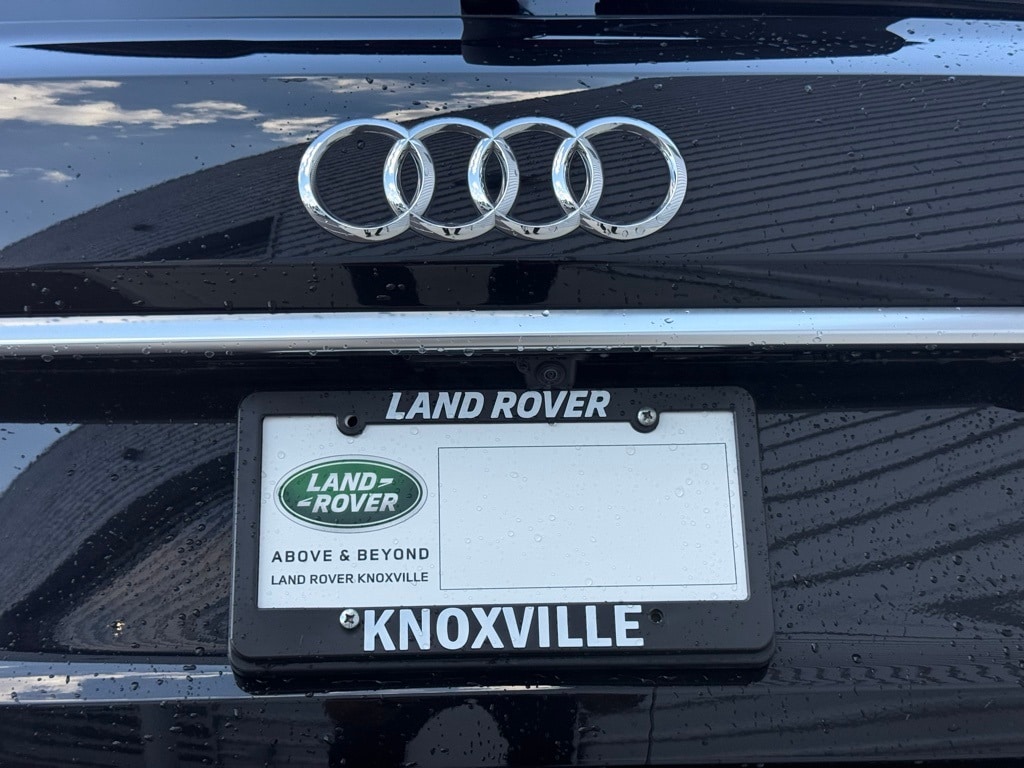 LAND ROVER
LAND
ROVER
ABOVE & BEYOND
LAND ROVER KNOXVILLE
KNOXVILLE